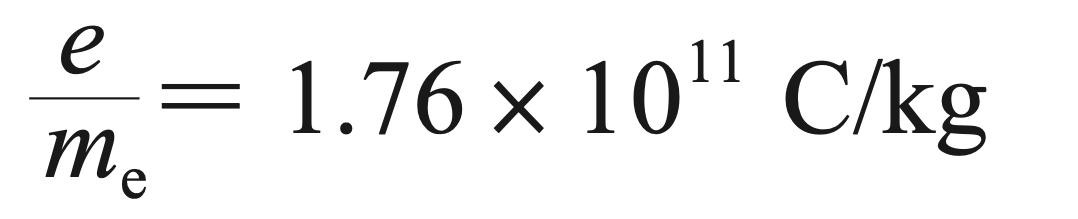 e/mₑ = 1.76 × 10¹¹ C/kg